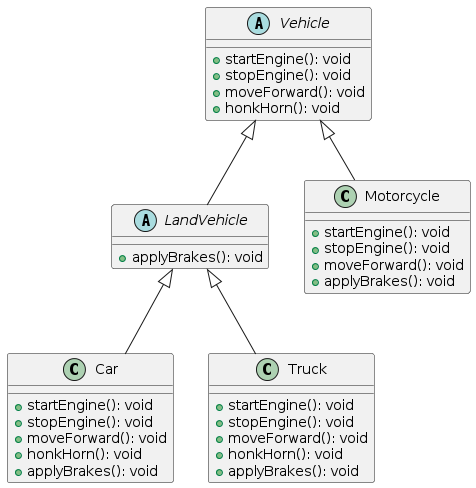 A Vehicle
startEngine(): void
stopEngine(): void
moveForward(): void
honkHorn(): void
A LandVehicle
applyBrakes(): void
C Motorcycle
startEngine(): void
stopEngine(): void
moveForward(): void
applyBrakes(): void
C Car
startEngine(): void
stopEngine(): void
moveForward(): void
honkHorn(): void
applyBrakes(): void
C Truck
startEngine(): void
stopEngine(): void
moveForward(): void
honkHorn(): void
applyBrakes(): void